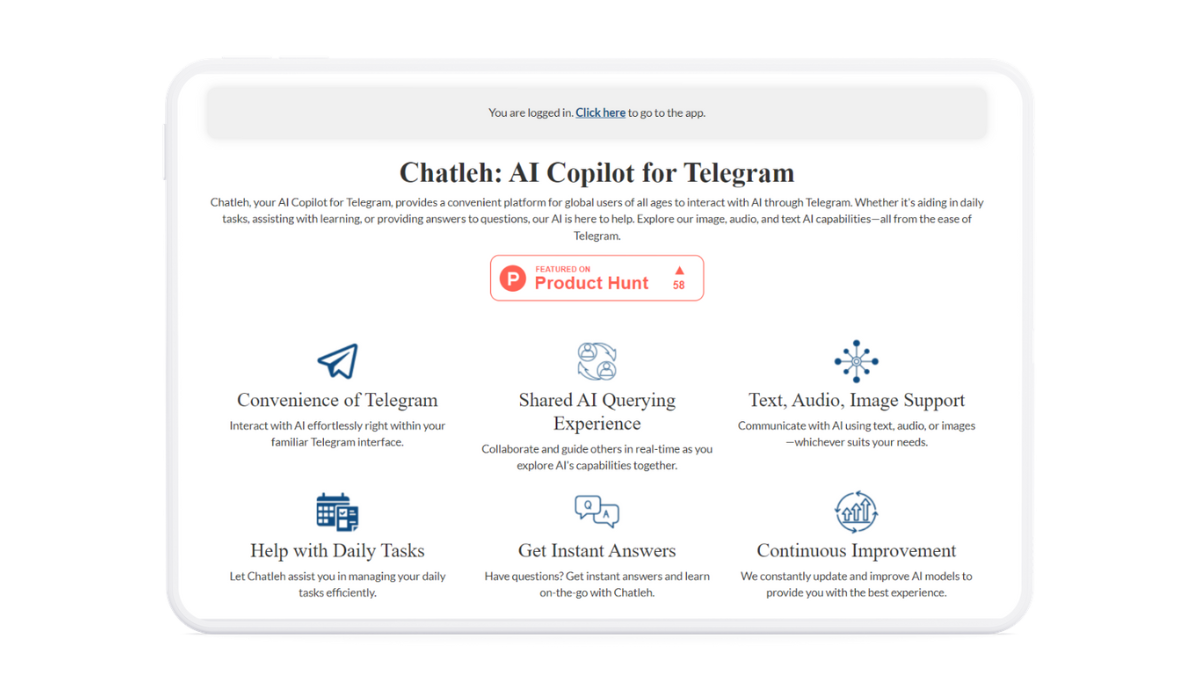 You are logged in. Click here to go to the app.
Chatleh: AI Copilot for Telegram
Chatleh, your AI Copilot for Telegram, provides a convenient platform for global users of all ages to interact with AI through Telegram. Whether it's aiding in daily
tasks, assisting with learning, or providing answers to questions, our AI is here to help. Explore our image, audio, and text AI capabilities—all from the ease of
Telegram.
P
FEATURED ON
Product Hunt
▲
58
Convenience of Telegram
Interact with AI effortlessly right within your
familiar Telegram interface.
Shared AI Querying
Experience
Collaborate and guide others in real-time as you
explore AI's capabilities together.
Text, Audio, Image Support
Communicate with AI using text, audio, or images
—whichever suits your needs.
Help with Daily Tasks
Let Chatleh assist you in managing your daily
tasks efficiently.
Q
A
Get Instant Answers
Have questions? Get instant answers and learn
on-the-go with Chatleh.
Continuous Improvement
We constantly update and improve AI models to
provide you with the best experience.